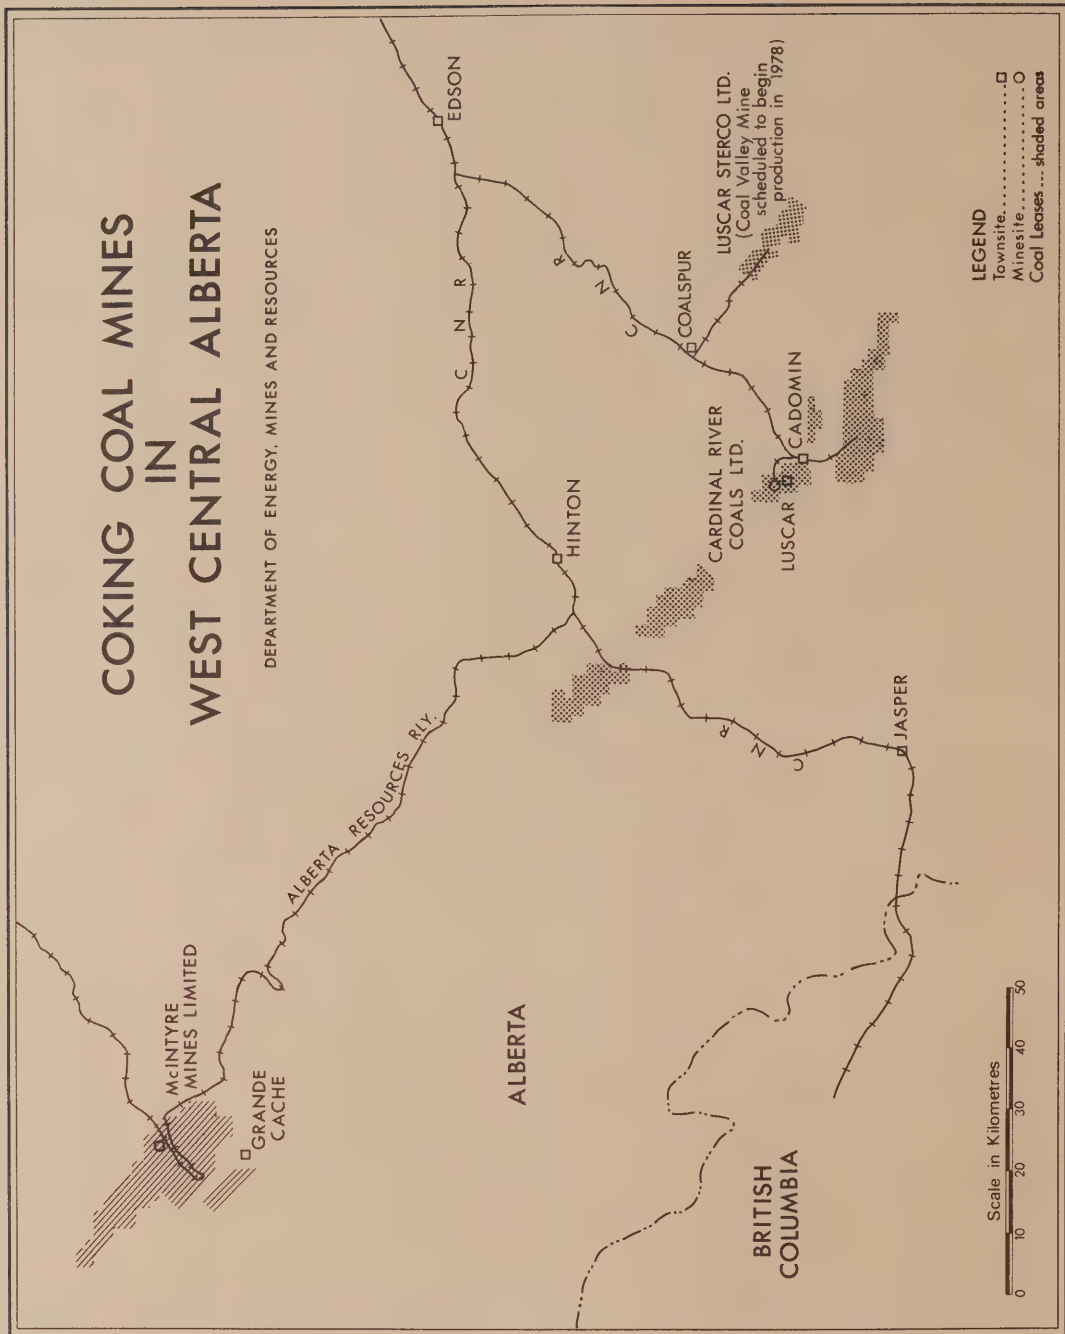 COKING COAL MINES
IN
WEST CENTRAL ALBERTA
DEPARTMENT OF ENERGY, MINES AND RESOURCES
EDSON
C N R
HINTON
ALBERTA RESOURCES RLY.
McINTYRE
MINES LIMITED
GRANDE
CACHE
C N R
COALSPUR
LUSCAR STERCO LTD.
(Coal Valley Mine
scheduled to begin
production in 1978)
CADOMIN
CARDINAL RIVER
COALS LTD.
LUSCAR
C N R
JASPER
ALBERTA
BRITISH
COLUMBIA
Scale in Kilometres
0 10 20 30 40 50
LEGEND
Townsite
Minesite
Coal Leases... shaded areas